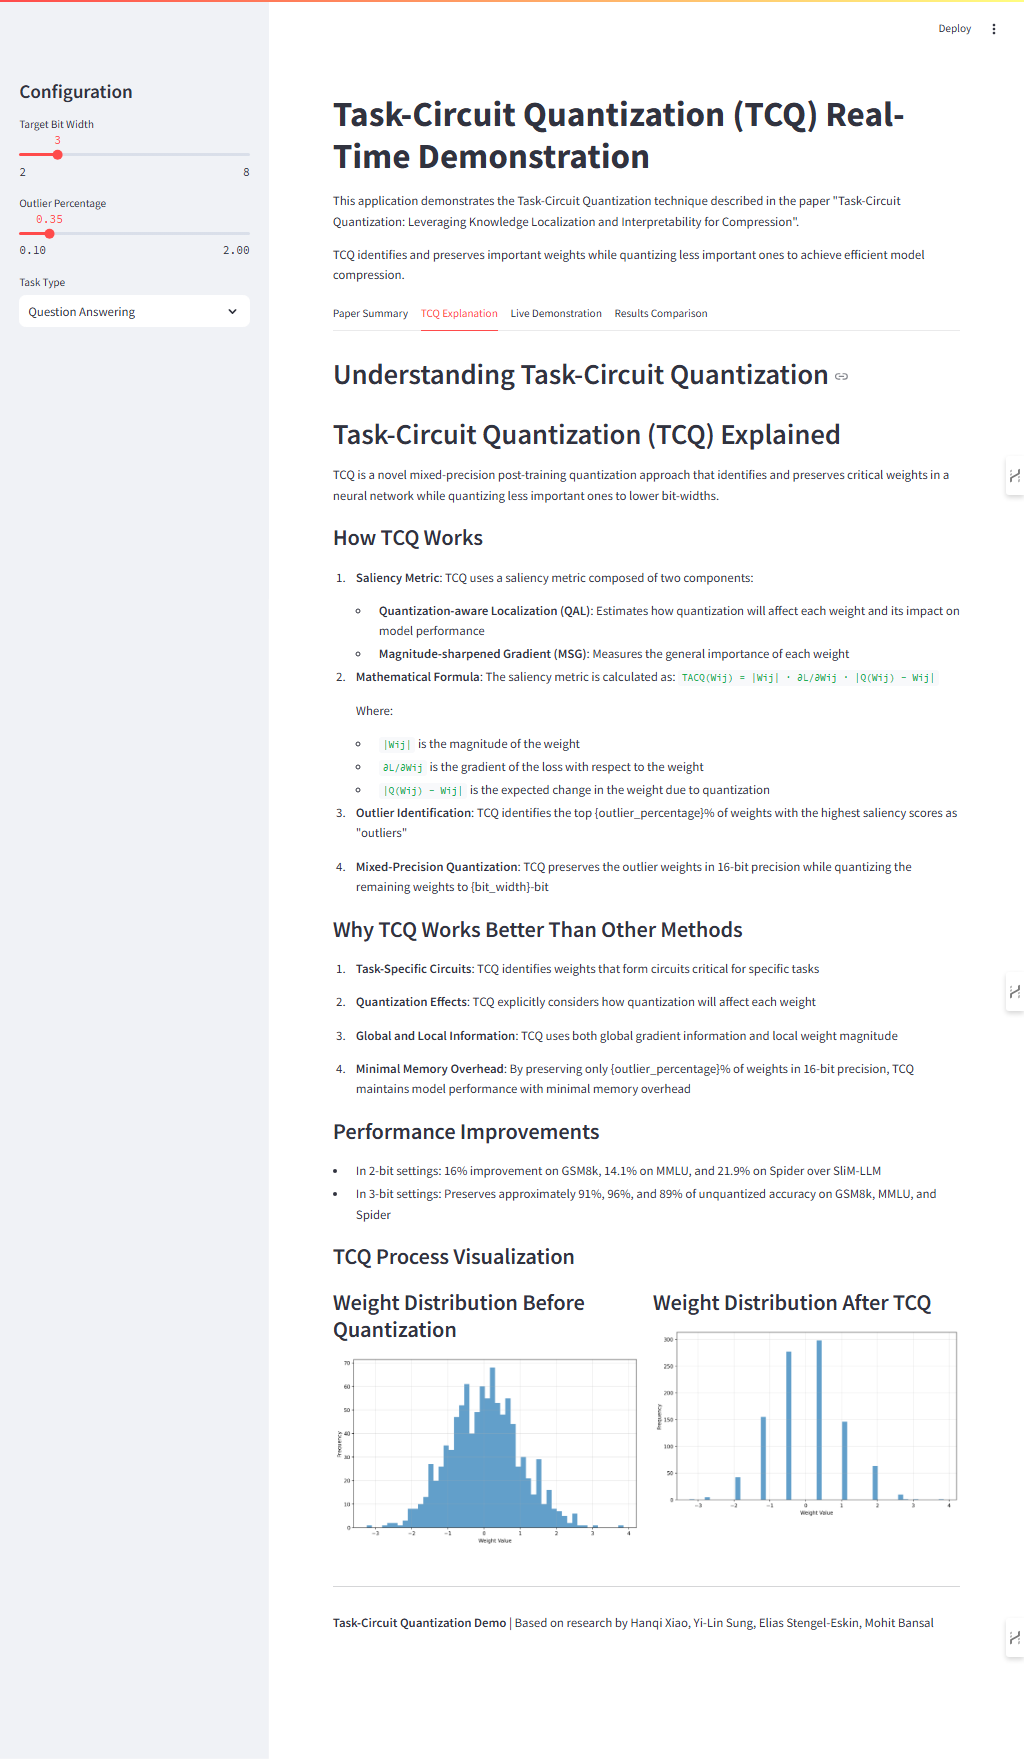 Deploy
Configuration
Target Bit Width
3
2 8
Outlier Percentage
0.35
0.10 2.00
Task Type
Question Answering
Task-Circuit Quantization (TCQ) Real-
Time Demonstration
This application demonstrates the Task-Circuit Quantization technique described in the paper "Task-Circuit
Quantization: Leveraging Knowledge Localization and Interpretability for Compression".
TCQ identifies and preserves important weights while quantizing less important ones to achieve efficient model
compression.
Paper Summary TCQ Explanation Live Demonstration Results Comparison
Understanding Task-Circuit Quantization
Task-Circuit Quantization (TCQ) Explained
TCQ is a novel mixed-precision post-training quantization approach that identifies and preserves critical weights in a
neural network while quantizing less important ones to lower bit-widths.
How TCQ Works
1. Saliency Metric: TCQ uses a saliency metric composed of two components:
Quantization-aware Localization (QAL): Estimates how quantization will affect each weight and its impact on
model performance
Magnitude-sharpened Gradient (MSG): Measures the general importance of each weight
2. Mathematical Formula: The saliency metric is calculated as: TACQ(Wij) = |Wij| · ∂L/∂Wij · |Q(Wij) - Wij|
Where:
|Wij| is the magnitude of the weight
∂L/∂Wij is the gradient of the loss with respect to the weight
|Q(Wij) - Wij| is the expected change in the weight due to quantization
3. Outlier Identification: TCQ identifies the top {outlier_percentage}% of weights with the highest saliency scores as
"outliers"
4. Mixed-Precision Quantization: TCQ preserves the outlier weights in 16-bit precision while quantizing the
remaining weights to {bit_width}-bit
Why TCQ Works Better Than Other Methods
1. Task-Specific Circuits: TCQ identifies weights that form circuits critical for specific tasks
2. Quantization Effects: TCQ explicitly considers how quantization will affect each weight
3. Global and Local Information: TCQ uses both global gradient information and local weight magnitude
4. Minimal Memory Overhead: By preserving only {outlier_percentage}% of weights in 16-bit precision, TCQ
maintains model performance with minimal memory overhead
Performance Improvements
In 2-bit settings: 16% improvement on GSM8k, 14.1% on MMLU, and 21.9% on Spider over SliM-LLM
In 3-bit settings: Preserves approximately 91%, 96%, and 89% of unquantized accuracy on GSM8k, MMLU, and
Spider
TCQ Process Visualization
Weight Distribution Before
Quantization
70
60
50
40
30
20
10
0
Frequency
−3 −2 −1 0 1 2 3 4
Weight Value
Weight Distribution After TCQ
300
250
200
150
100
50
0
Frequency
−3 −2 −1 0 1 2 3 4
Weight Value
Task-Circuit Quantization Demo | Based on research by Hanqi Xiao, Yi-Lin Sung, Elias Stengel-Eskin, Mohit Bansal